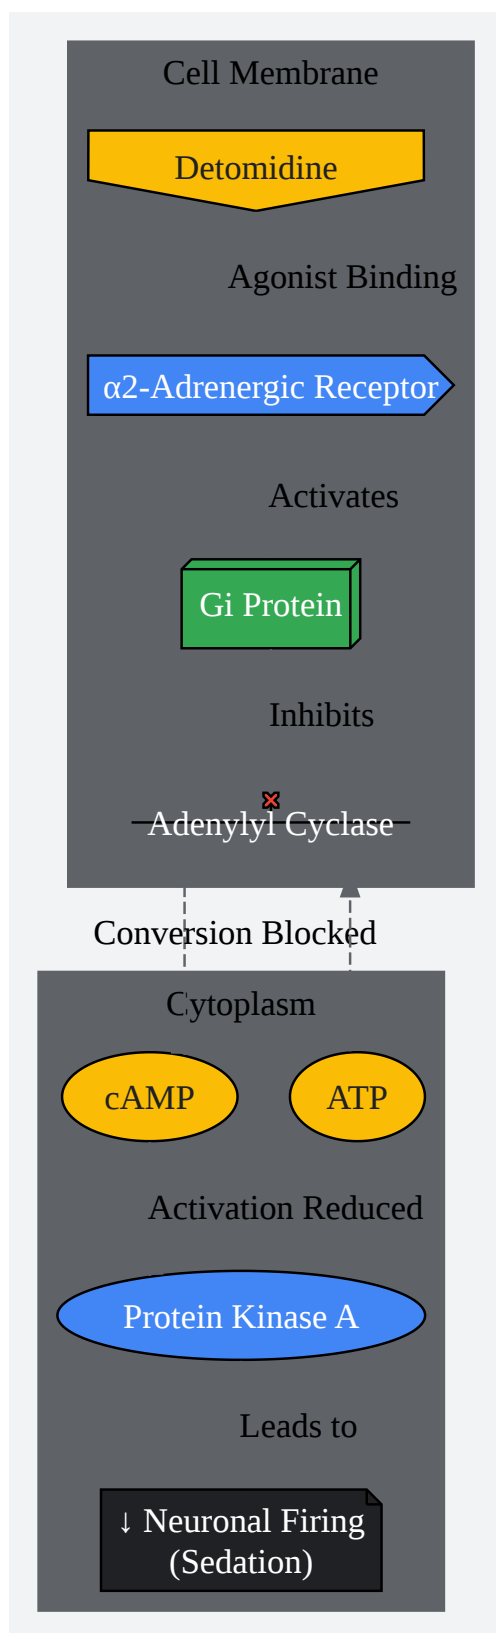 Cell Membrane
Detomidine
Agonist Binding
α2-Adrenergic Receptor
Activates
Gi Protein
Inhibits
Adenylyl Cyclase
Conversion Blocked
Cytoplasm
cAMP
ATP
Activation Reduced
Protein Kinase A
Leads to
↓ Neuronal Firing
(Sedation)